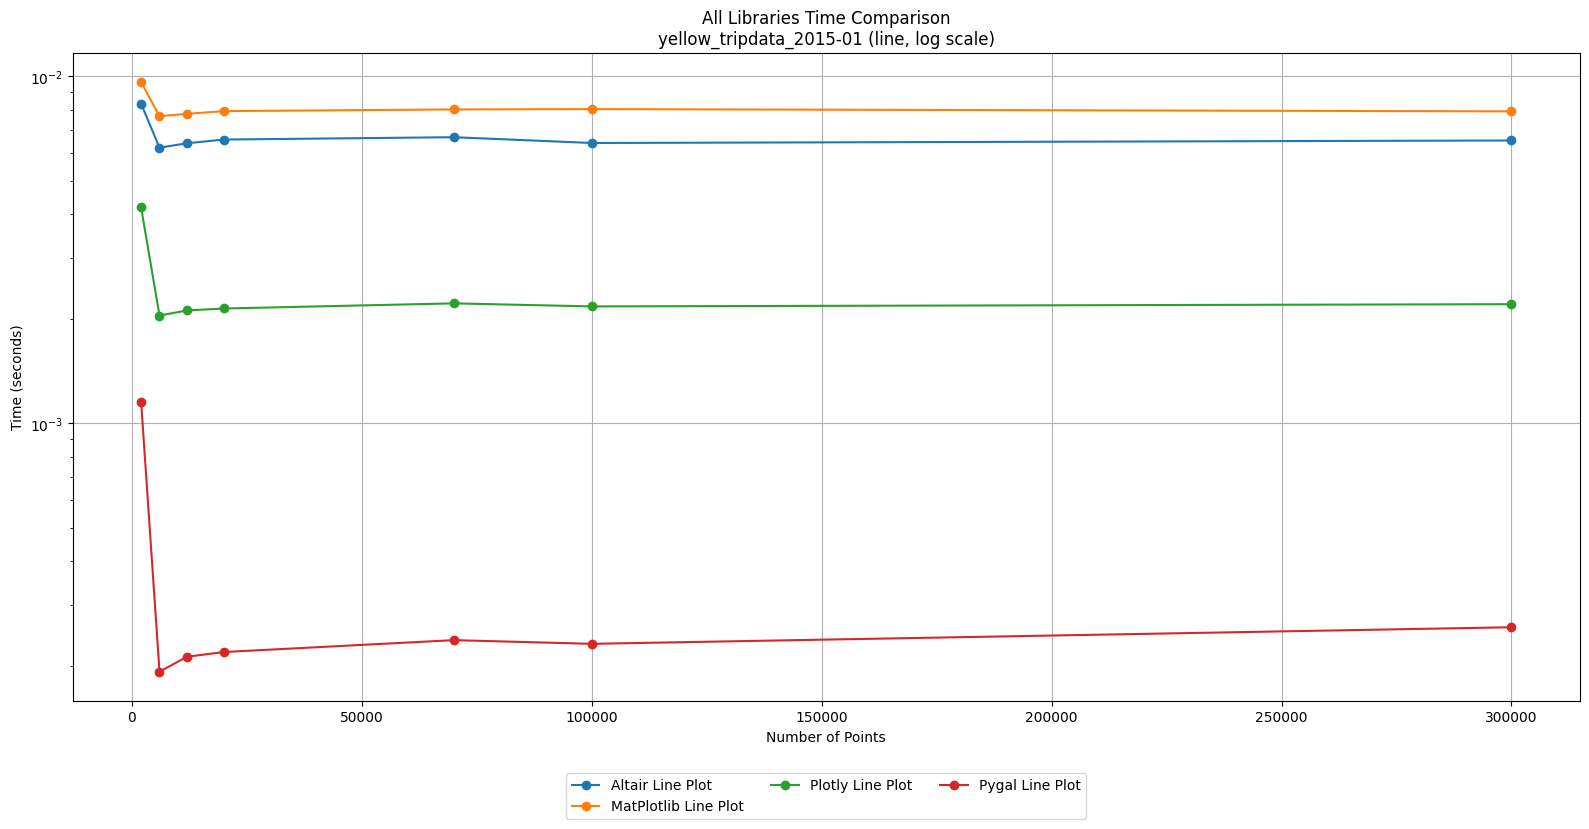 All Libraries Time Comparison
yellow_tripdata_2015-01 (line, log scale)
Time (seconds)
10⁻²
10⁻³
0 50000 100000 150000 200000 250000 300000
Number of Points
Altair Line Plot Plotly Line Plot Pygal Line Plot
MatPlotlib Line Plot